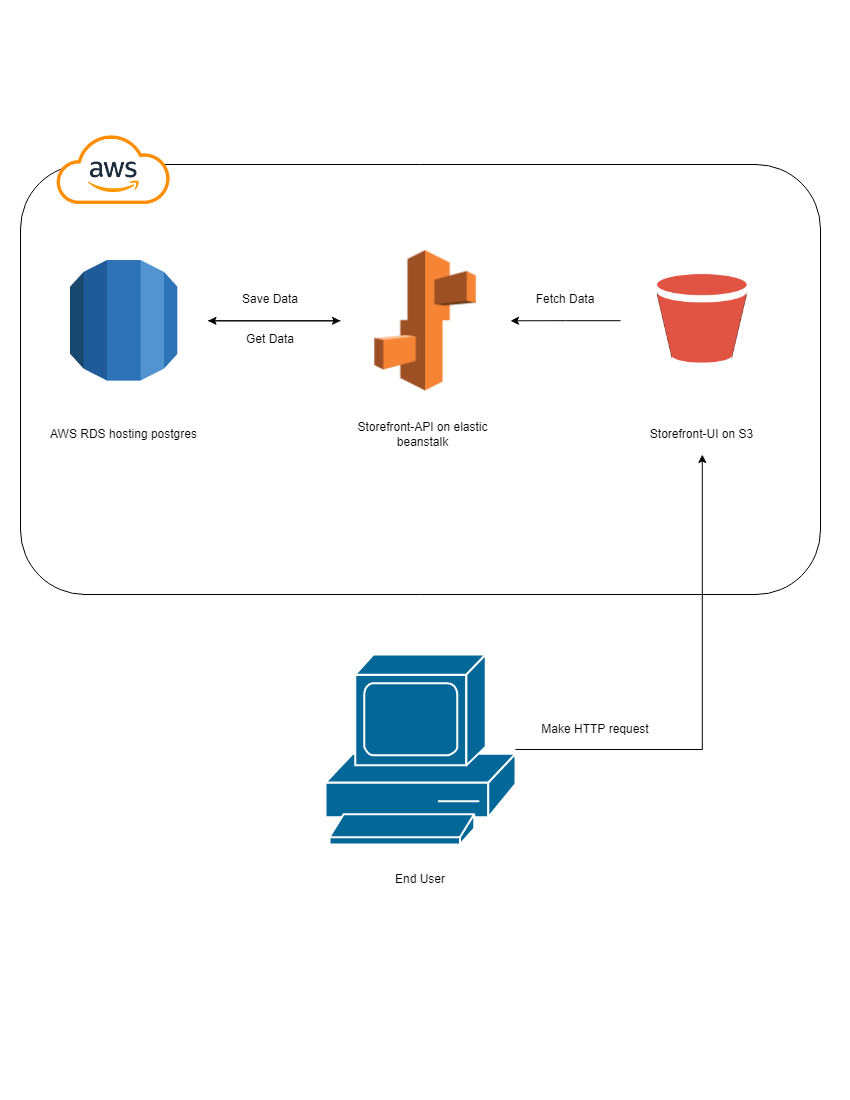 aws
Save Data
Fetch Data
Get Data
AWS RDS hosting postgres
Storefront-API on elastic
beanstalk
Storefront-UI on S3
Make HTTP request
End User